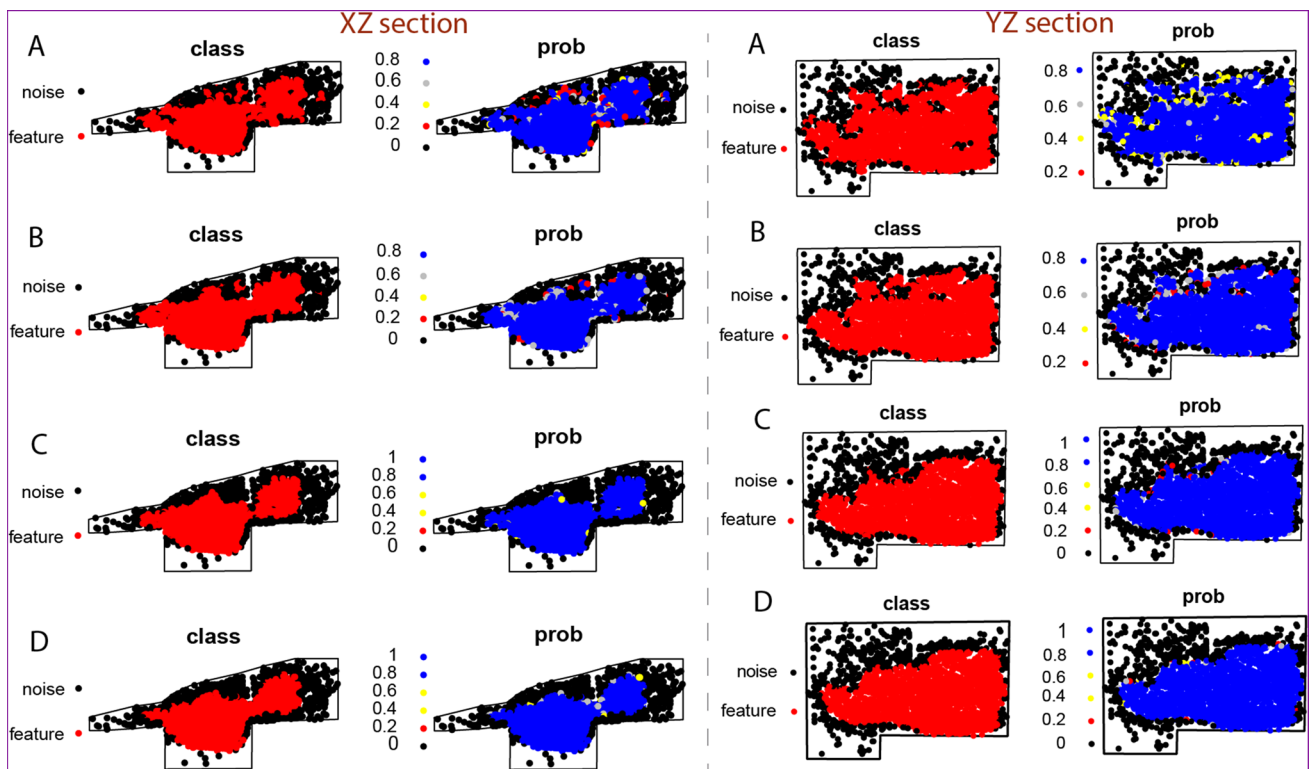 XZ section
A
class
prob
noise
feature
0.8
0.6
0.4
0.2
0
B
class
prob
noise
feature
0.8
0.6
0.4
0.2
0
C
class
prob
noise
feature
1
0.8
0.6
0.4
0.2
0
D
class
prob
noise
feature
1
0.8
0.6
0.4
0.2
0
YZ section
A
class
prob
noise
feature
0.8
0.6
0.4
0.2
B
class
prob
noise
feature
0.8
0.6
0.4
0.2
C
class
prob
noise
feature
1
0.8
0.6
0.4
0.2
0
D
class
prob
noise
feature
1
0.8
0.6
0.4
0.2
0